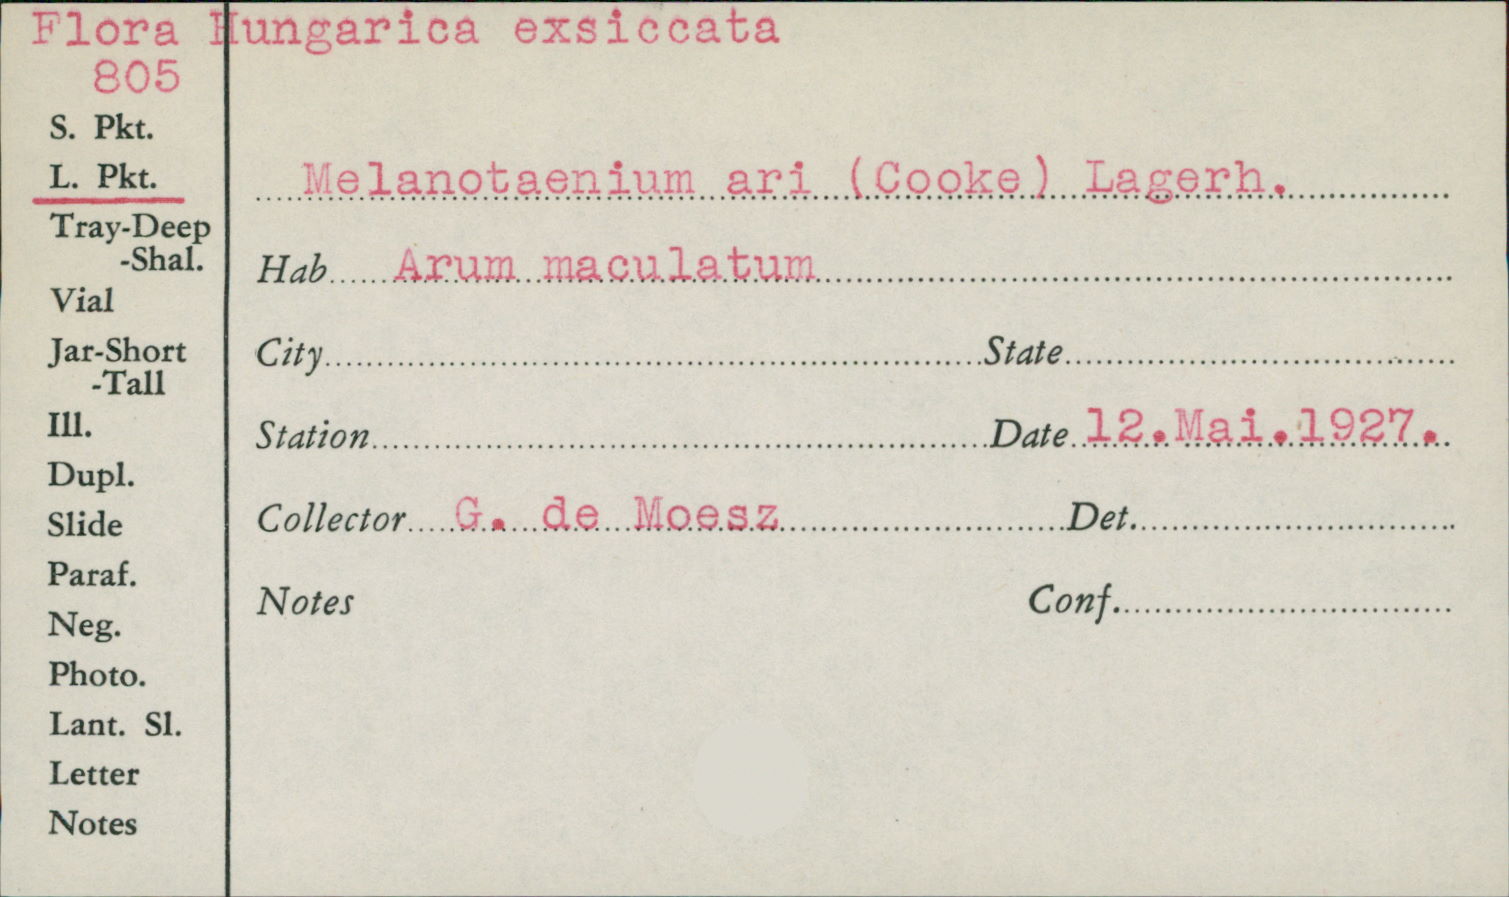 Flora Hungarica exsiccata
805
S. Pkt.
L. Pkt.
Tray-Deep
-Shal.
Vial
Jar-Short
-Tall
Ill.
Dupl.
Slide
Paraf.
Neg.
Photo.
Lant. Sl.
Letter
Notes
Melanotaenium ari (Cooke) Lagerh.
Hab. Arum maculatum
City State
Station Date 12.Mai.1927.
Collector G. de Moesz Det.
Notes Conf.